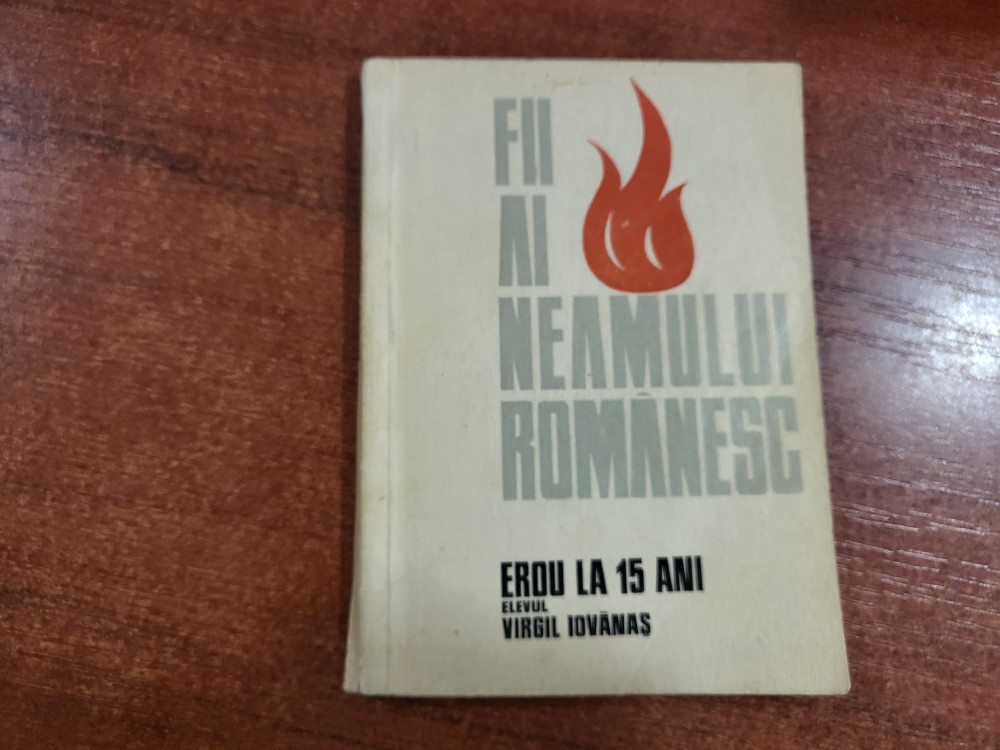 FII
AI
NEAMULUI
ROMÂNESC
EROU LA 15 ANI
ELEVUL
VIRGIL IOVĂNAȘ